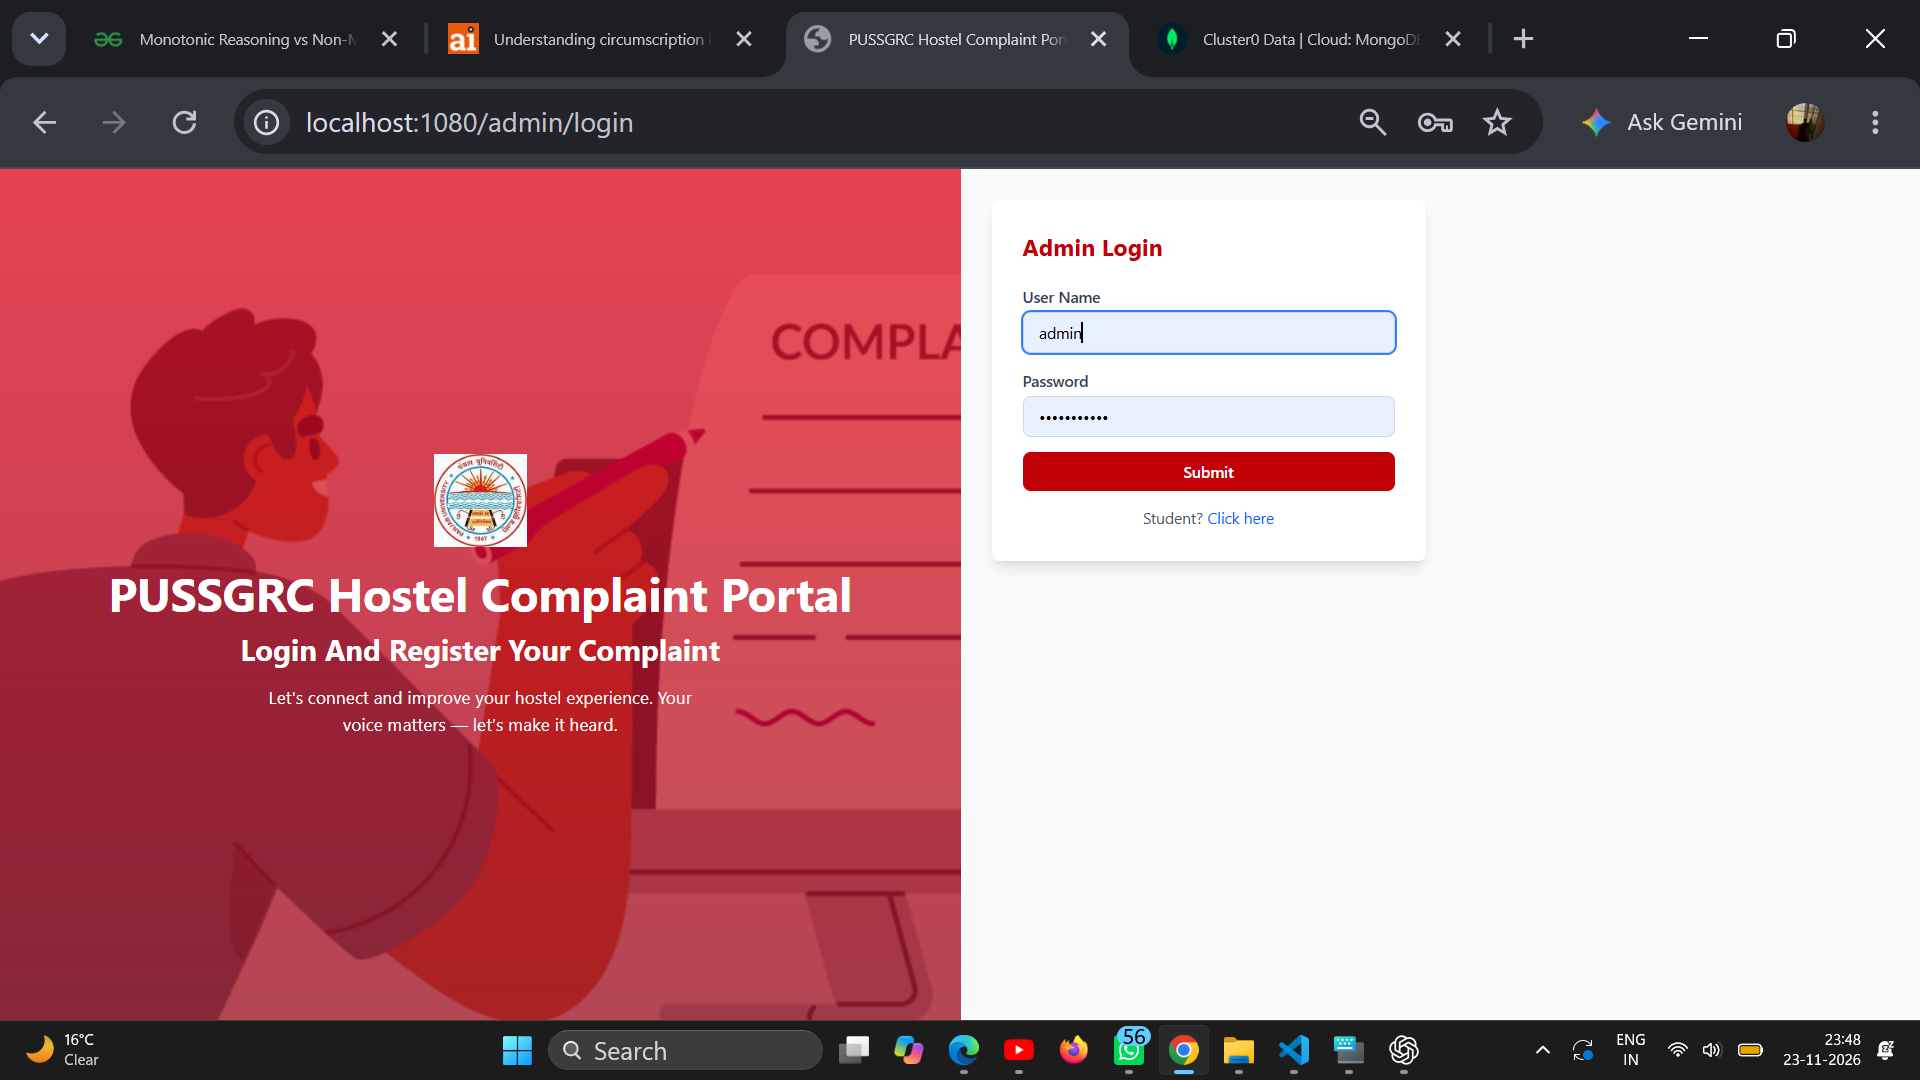 Monotonic Reasoning vs Non-M
ai
Understanding circumscription
PUSSGRC Hostel Complaint Por
Cluster0 Data | Cloud: MongoDB
localhost:1080/admin/login
Ask Gemini
COMPLA
PUSSGRC Hostel Complaint Portal
Login And Register Your Complaint
Let's connect and improve your hostel experience. Your
voice matters — let's make it heard.
Admin Login
User Name
admin
Password
•••••••••••
Submit
Student? Click here
16°C
Clear
Search
56
ENG
IN
23:48
23-11-2026